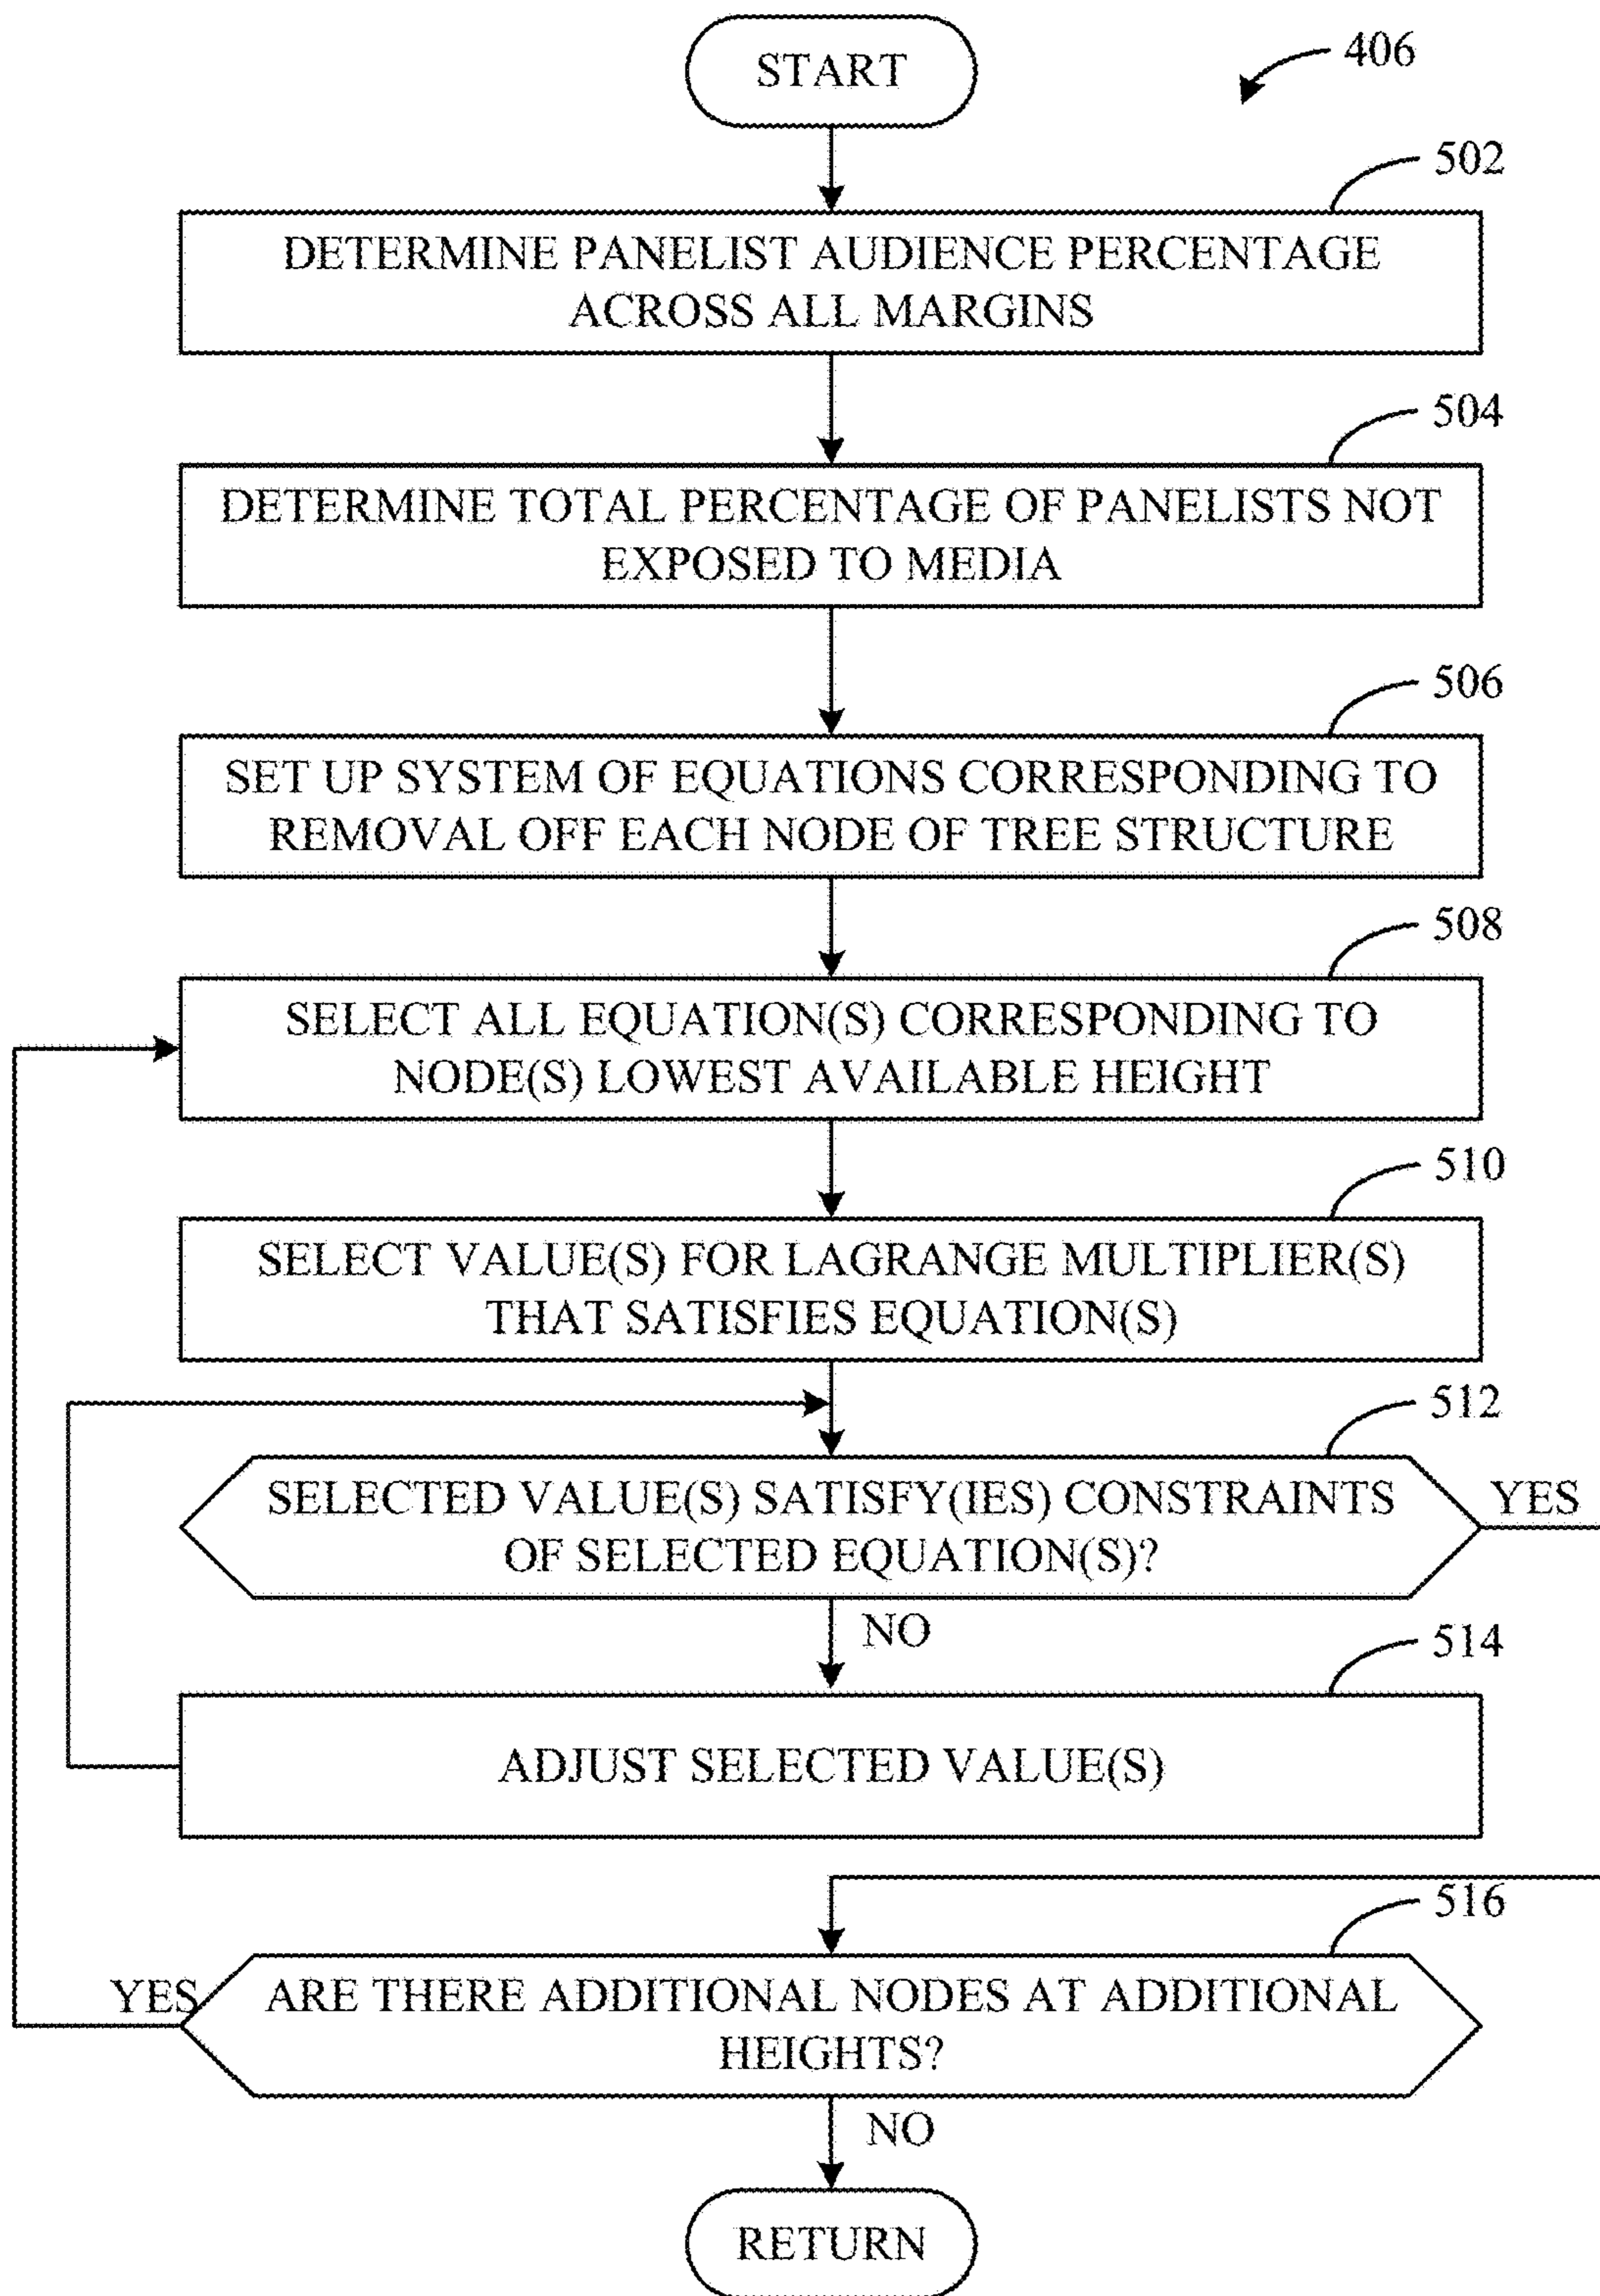 START
406
502
DETERMINE PANELIST AUDIENCE PERCENTAGE
ACROSS ALL MARGINS
504
DETERMINE TOTAL PERCENTAGE OF PANELISTS NOT
EXPOSED TO MEDIA
506
SET UP SYSTEM OF EQUATIONS CORRESPONDING TO
REMOVAL OFF EACH NODE OF TREE STRUCTURE
508
SELECT ALL EQUATION(S) CORRESPONDING TO
NODE(S) LOWEST AVAILABLE HEIGHT
510
SELECT VALUE(S) FOR LAGRANGE MULTIPLIER(S)
THAT SATISFIES EQUATION(S)
512
SELECTED VALUE(S) SATISFY(IES) CONSTRAINTS
OF SELECTED EQUATION(S)?
YES
NO
514
ADJUST SELECTED VALUE(S)
516
YES
ARE THERE ADDITIONAL NODES AT ADDITIONAL
HEIGHTS?
NO
RETURN